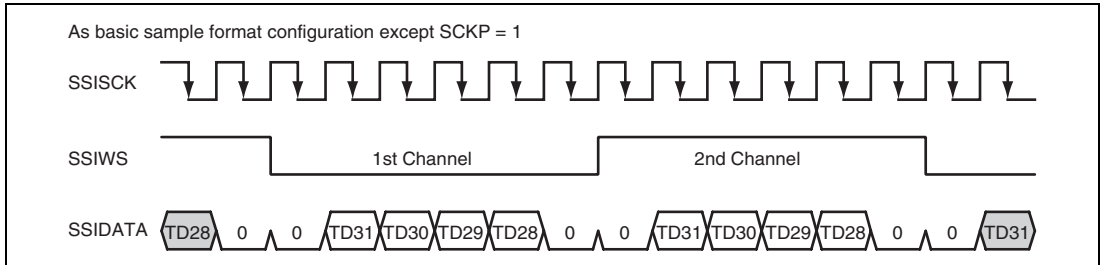 As basic sample format configuration except SCKP = 1
SSISCK
SSIWS 1st Channel 2nd Channel
SSIDATA TD28 0 0 TD31 TD30 TD29 TD28 0 0 TD31 TD30 TD29 TD28 0 0 TD31